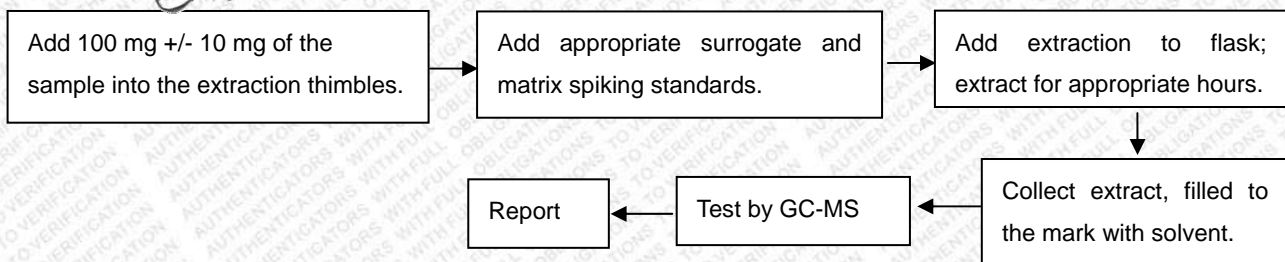 Add 100 mg +/- 10 mg of the
sample into the extraction thimbles.
Add appropriate surrogate and
matrix spiking standards.
Add extraction to flask;
extract for appropriate hours.
Collect extract, filled to
the mark with solvent.
Test by GC-MS
Report